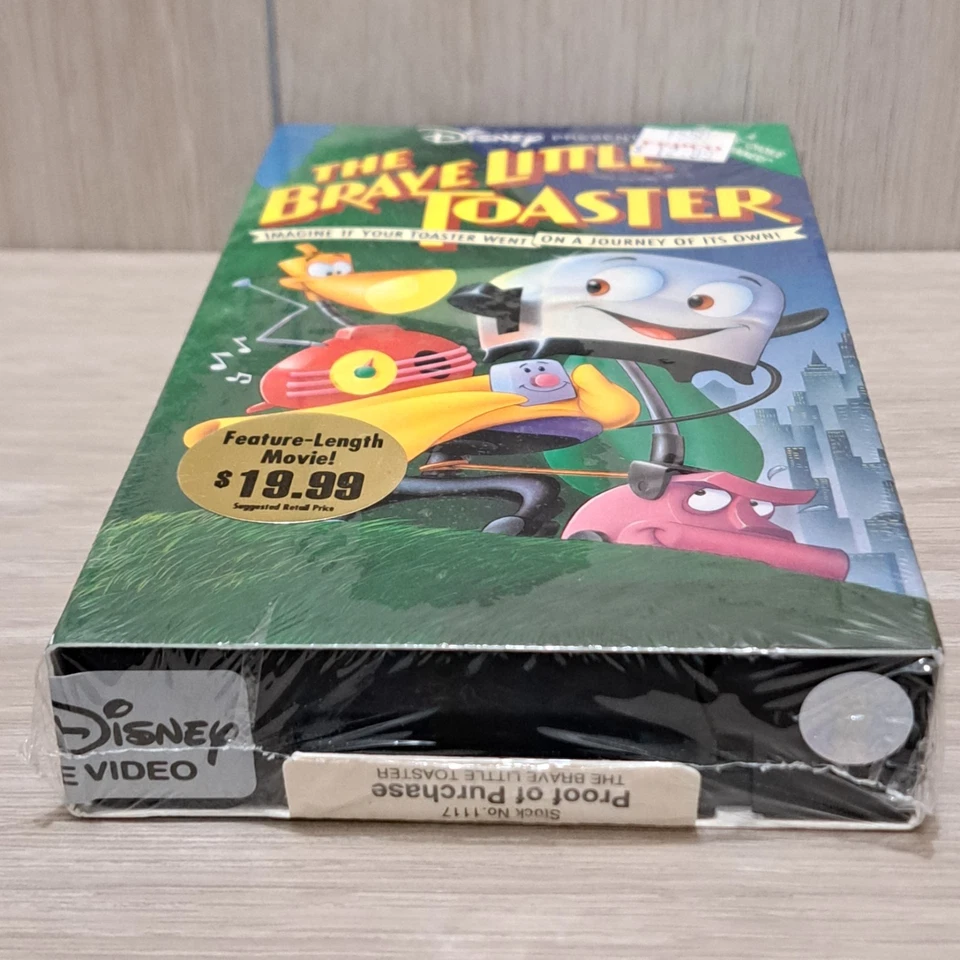 Disney PRESENTS
THE
BRAVE LITTLE
TOASTER
IMAGINE IF YOUR TOASTER WENT ON A JOURNEY OF ITS OWN!
Feature-Length
Movie!
$19.99
Suggested Retail Price
Disney
E VIDEO
Stock No.1117
Proof of Purchase
THE BRAVE LITTLE TOASTER